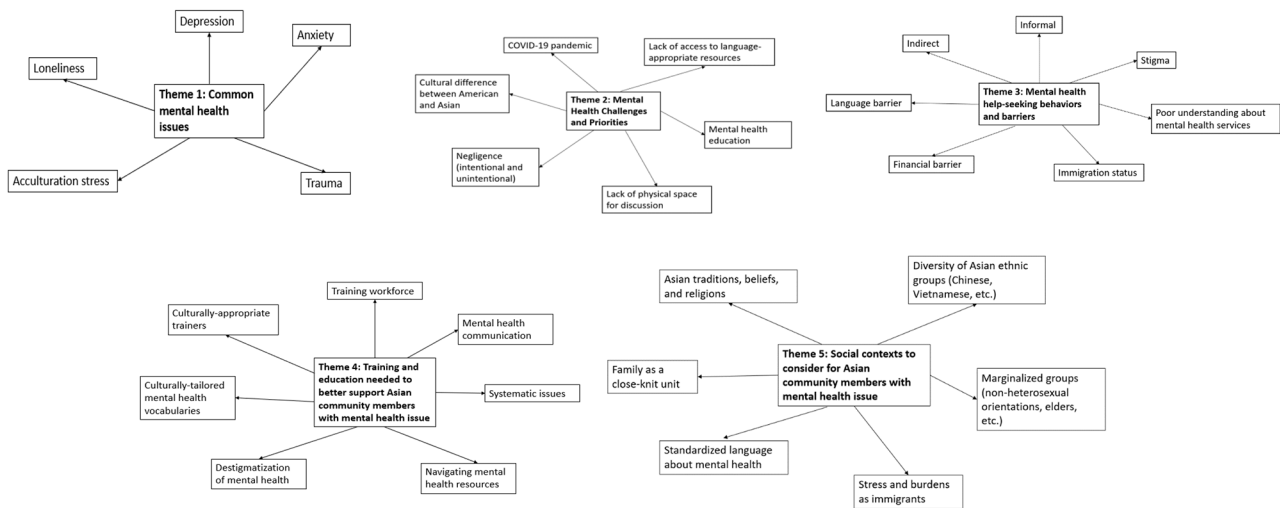 Depression
Anxiety
Loneliness
Theme 1: Common
mental health
issues
Acculturation stress
Trauma
COVID-19 pandemic
Lack of access to language-
appropriate resources
Cultural difference
between American and
Asian
Theme 2: Mental
Health Challenges
and Priorities
Mental health
education
Negligence
(intentional and
unintentional)
Lack of physical space
for discussion
Informal
Indirect
Stigma
Theme 3: Mental health
help-seeking behaviors
and barriers
Language barrier
Poor understanding about
mental health services
Financial barrier
Immigration status
Training workforce
Culturally-appropriate
trainers
Mental health
communication
Theme 4: Training and
education needed to
better support Asian
community members
with mental health issue
Culturally-tailored
mental health
vocabularies
Systematic issues
Destigmatization
of mental health
Navigating mental
health resources
Asian traditions, beliefs,
and religions
Diversity of Asian ethnic
groups (Chinese,
Vietnamese, etc.)
Theme 5: Social contexts to
consider for Asian
community members with
mental health issue
Family as a
close-knit unit
Marginalized groups
(non-heterosexual
orientations, elders,
etc.)
Standardized language
about mental health
Stress and burdens
as immigrants